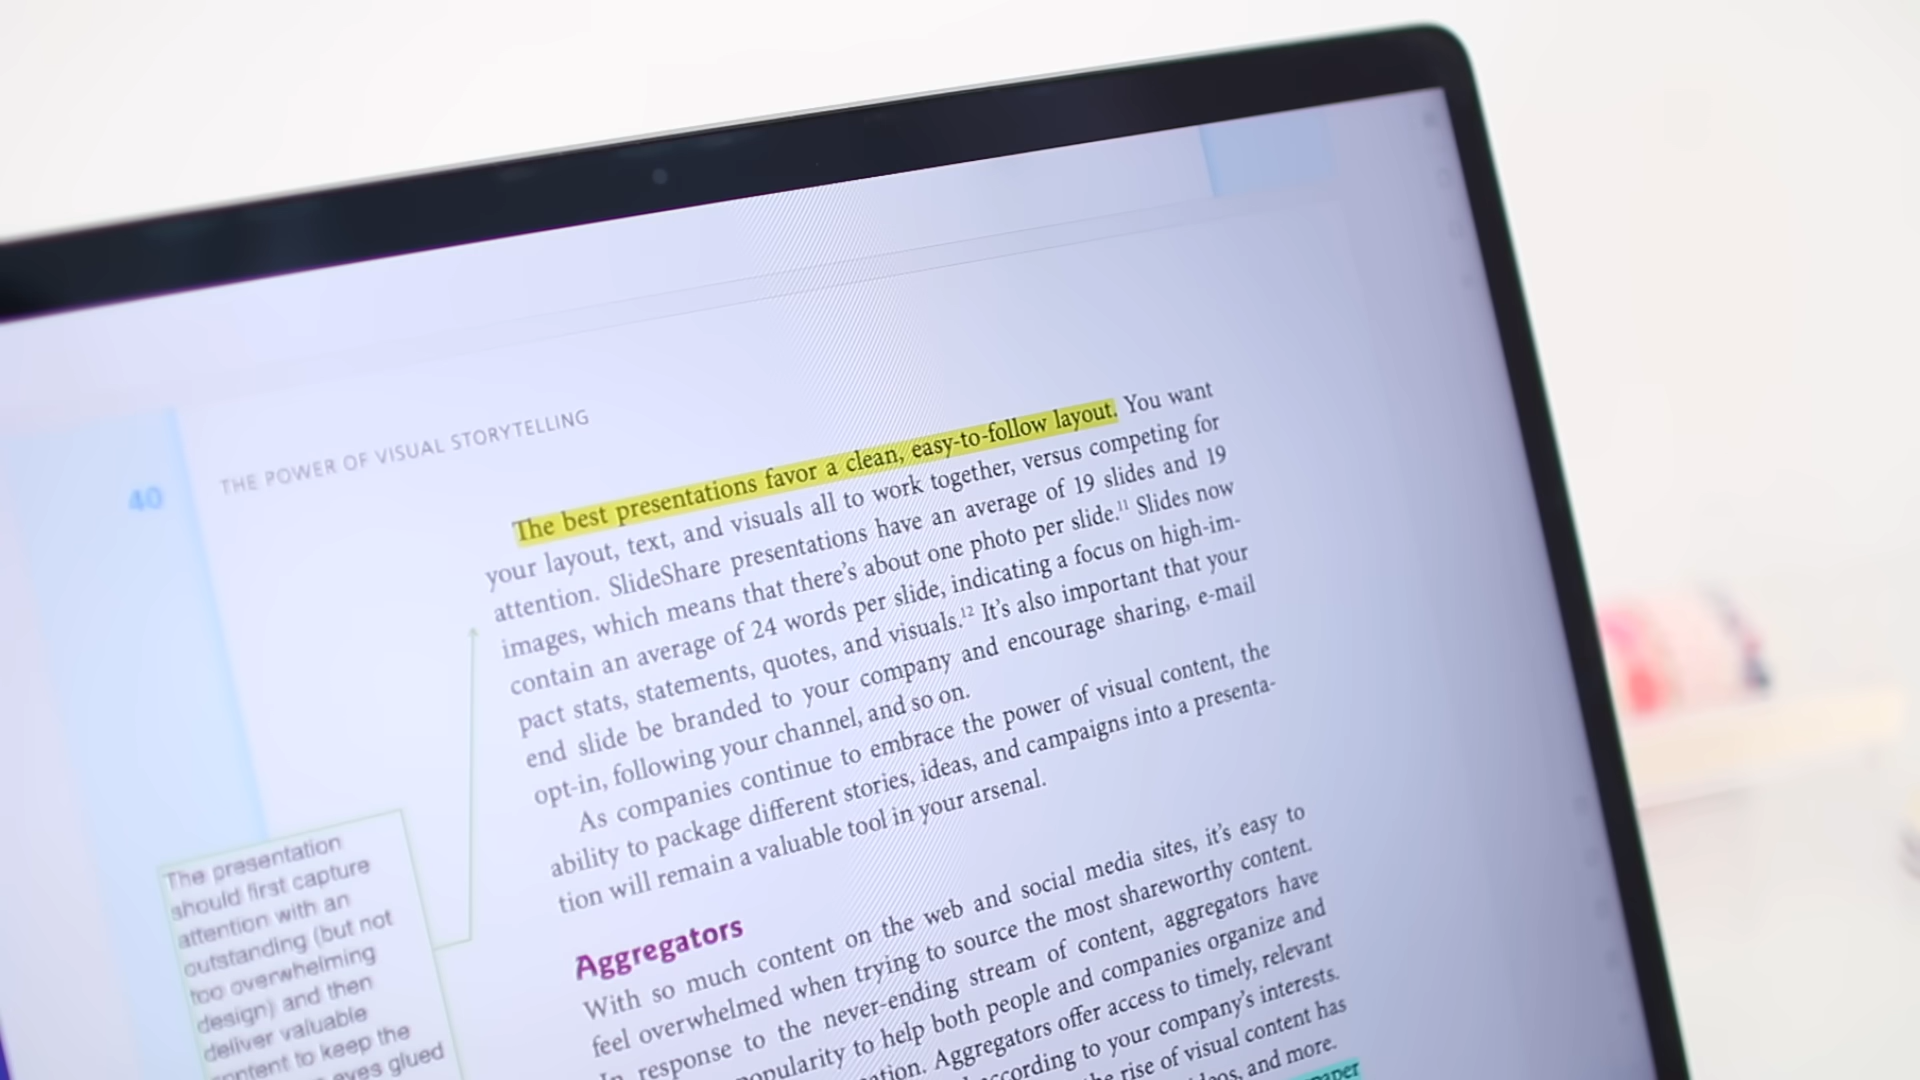 40
THE POWER OF VISUAL STORYTELLING
The best presentations favor a clean, easy-to-follow layout. You want
your layout, text, and visuals all to work together, versus competing for
attention. SlideShare presentations have an average of 19 slides and 19
images, which means that there's about one photo per slide.11 Slides now
contain an average of 24 words per slide, indicating a focus on high-im-
pact stats, statements, quotes, and visuals.12 It's also important that your
end slide be branded to your company and encourage sharing, e-mail
opt-in, following your channel, and so on.
As companies continue to embrace the power of visual content, the
ability to package different stories, ideas, and campaigns into a presenta-
tion will remain a valuable tool in your arsenal.
The presentation
should first capture
attention with an
outstanding (but not
too overwhelming
design) and then
deliver valuable
content to keep the
eyes glued
Aggregators
With so much content on the web and social media sites, it's easy to
feel overwhelmed when trying to source the most shareworthy content.
In response to the never-ending stream of content, aggregators have
popularity to help both people and companies organize and
Aggregators offer access to timely, relevant
according to your company's interests.
the rise of visual content has
and more.
paper